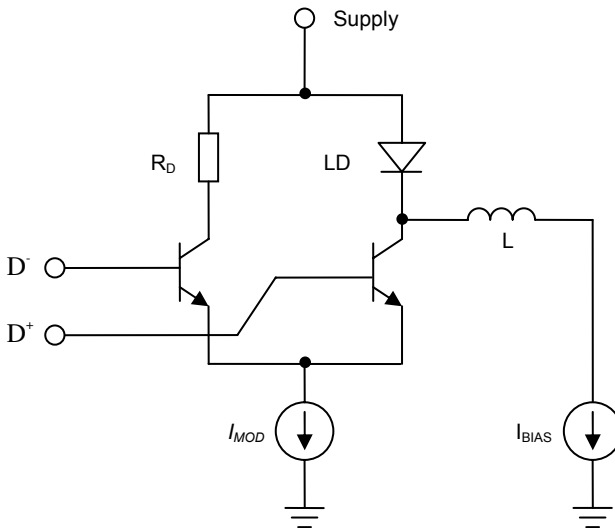 Supply
R_D
LD
L
D⁻
D⁺
I_MOD
I_BIAS